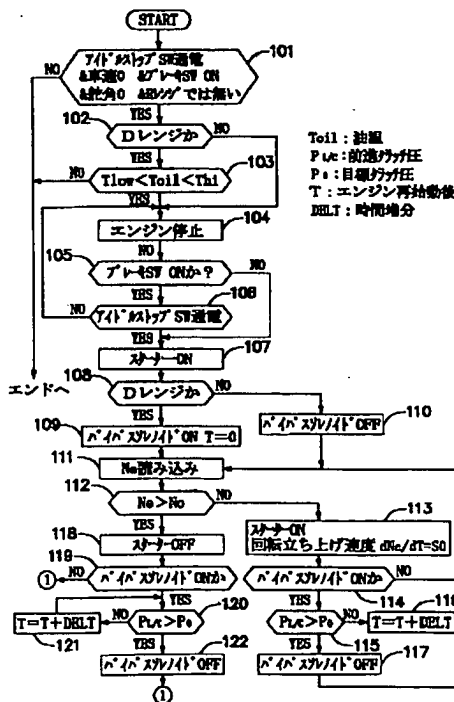 START
101
アイドルストップSW通電
&車速0 &ブレーキSW ON
&舵角0 &Rレンジでは無い
NO
YES
102
Dレンジか
NO
YES
103
Tlow<Toil<Thi
NO
YES
104
エンジン停止
NO
105
ブレーキSW ONか?
NO
YES
106
アイドルストップSW通電
NO
YES
107
スターターON
エンドへ
108
Dレンジか
NO
YES
109
バイパスソレノイドON T=0
110
バイパスソレノイドOFF
111
Ne読み込み
112
Ne>No
NO
YES
113
スターターON
回転立ち上げ速度 dNe/dT=S0
118
スターターOFF
119
バイパスソレノイドONか
NO
①
YES
バイパスソレノイドONか
114
NO
YES
120
PL/c>Ps
NO
T=T+DELT
121
YES
115
PL/c>Ps
NO
T=T+DELT
116
YES
122
バイパスソレノイドOFF
117
バイパスソレノイドOFF
①
Toil:油温
PL/c:前進クラッチ圧
Ps:目標クラッチ圧
T:エンジン再始動後
DELT:時間増分